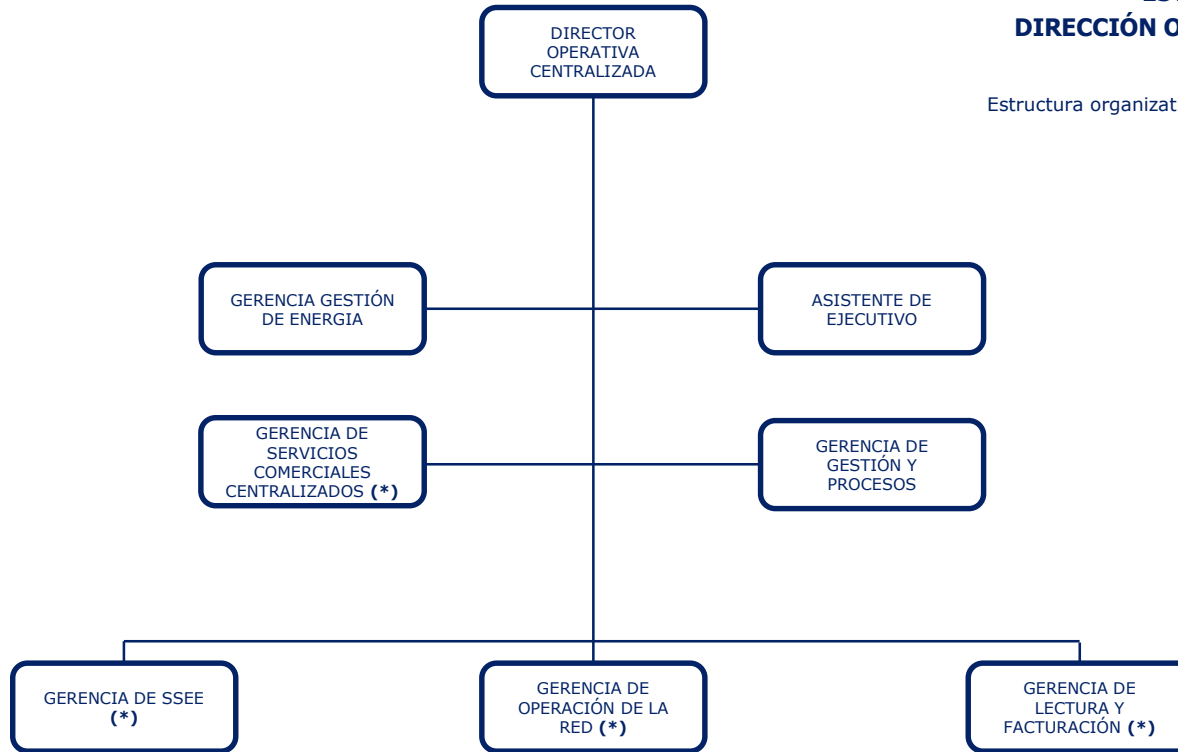 DIRECCIÓN O
Estructura organizat
DIRECTOR
OPERATIVA
CENTRALIZADA
GERENCIA GESTIÓN
DE ENERGIA
ASISTENTE DE
EJECUTIVO
GERENCIA DE
SERVICIOS
COMERCIALES
CENTRALIZADOS (*)
GERENCIA DE
GESTIÓN Y
PROCESOS
GERENCIA DE SSEE
(*)
GERENCIA DE
OPERACIÓN DE LA
RED (*)
GERENCIA DE
LECTURA Y
FACTURACIÓN (*)